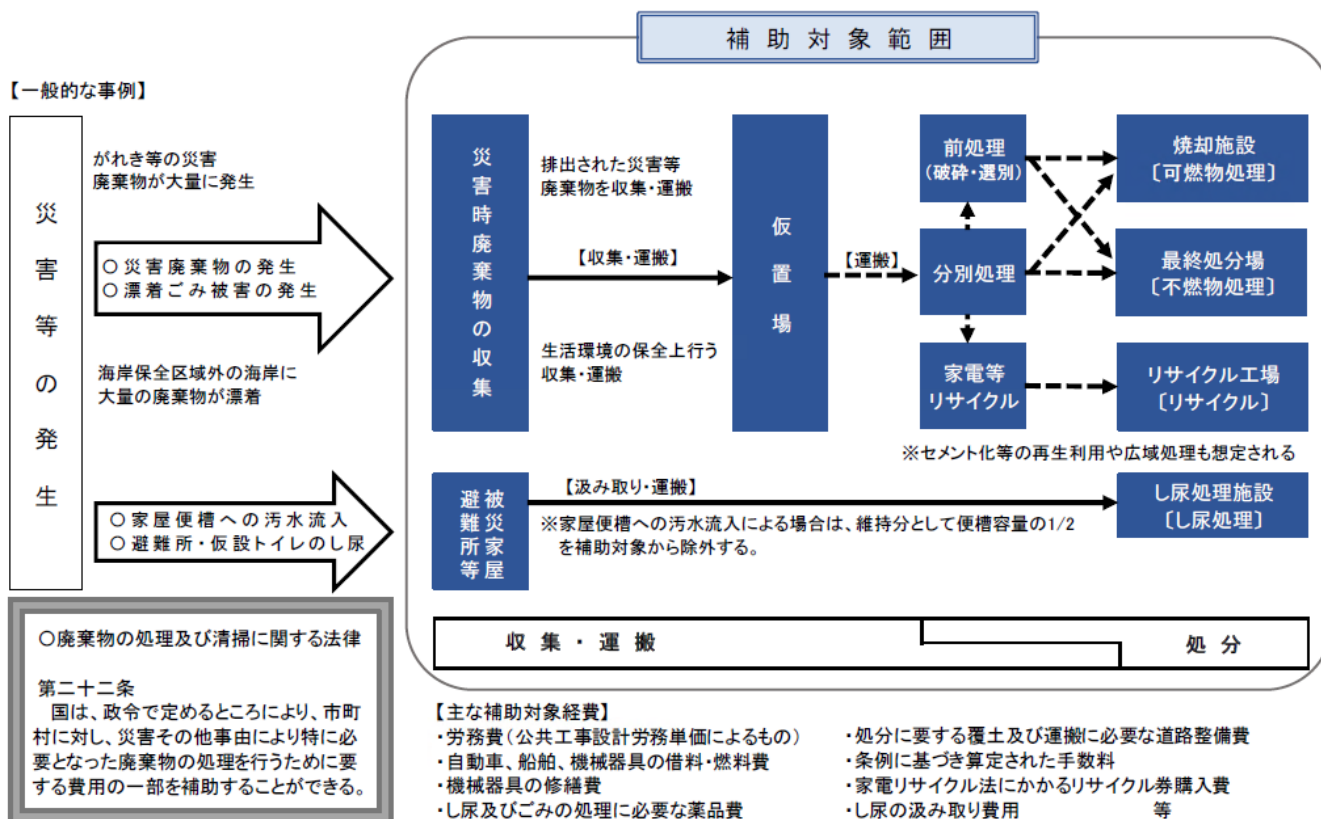 補助対象範囲
【一般的な事例】
災害等の発生
がれき等の災害
廃棄物が大量に発生
○災害廃棄物の発生
○漂着ごみ被害の発生
海岸保全区域外の海岸に
大量の廃棄物が漂着
○家屋便槽への汚水流入
○避難所・仮設トイレのし尿
災害時廃棄物の収集
排出された災害等
廃棄物を収集・運搬
【収集・運搬】
生活環境の保全上行う
収集・運搬
仮置場
【運搬】
前処理
(破砕・選別)
分別処理
家電等
リサイクル
焼却施設
〔可燃物処理〕
最終処分場
〔不燃物処理〕
リサイクル工場
〔リサイクル〕
※セメント化等の再生利用や広域処理も想定される
被災家屋
避難所等
【汲み取り・運搬】
※家屋便槽への汚水流入による場合は、維持分として便槽容量の1/2
を補助対象から除外する。
し尿処理施設
〔し尿処理〕
収集・運搬
処分
○廃棄物の処理及び清掃に関する法律
第二十二条
国は、政令で定めるところにより、市町
村に対し、災害その他事由により特に必
要となった廃棄物の処理を行うために要
する費用の一部を補助することができる。
【主な補助対象経費】
・労務費(公共工事設計労務単価によるもの)
・自動車、船舶、機械器具の借料・燃料費
・機械器具の修繕費
・し尿及びごみの処理に必要な薬品費
・処分に要する覆土及び運搬に必要な道路整備費
・条例に基づき算定された手数料
・家電リサイクル法にかかるリサイクル券購入費
・し尿の汲み取り費用 等